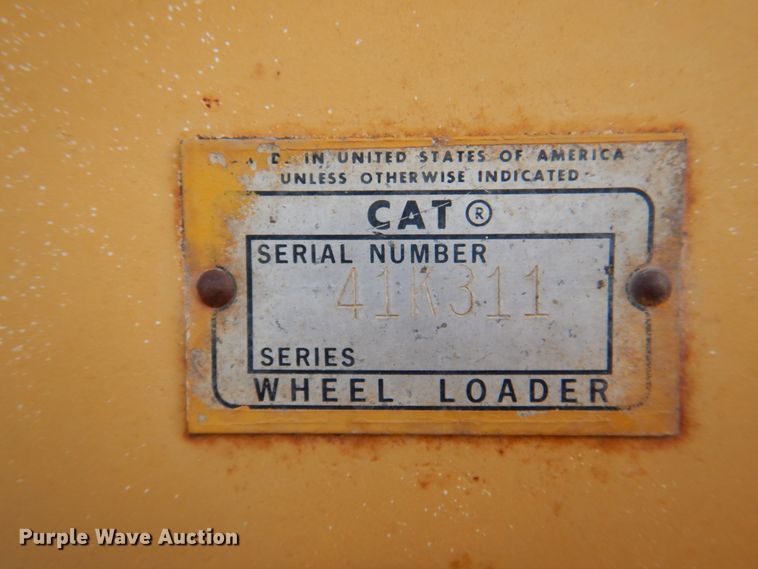 IN UNITED STATES OF AMERICA
UNLESS OTHERWISE INDICATED
CAT®
SERIAL NUMBER
41K311
SERIES
WHEEL LOADER
Purple Wave Auction